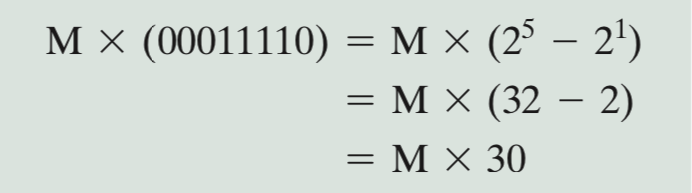 M × (00011110) = M × (2⁵ − 2¹)
= M × (32 − 2)
= M × 30